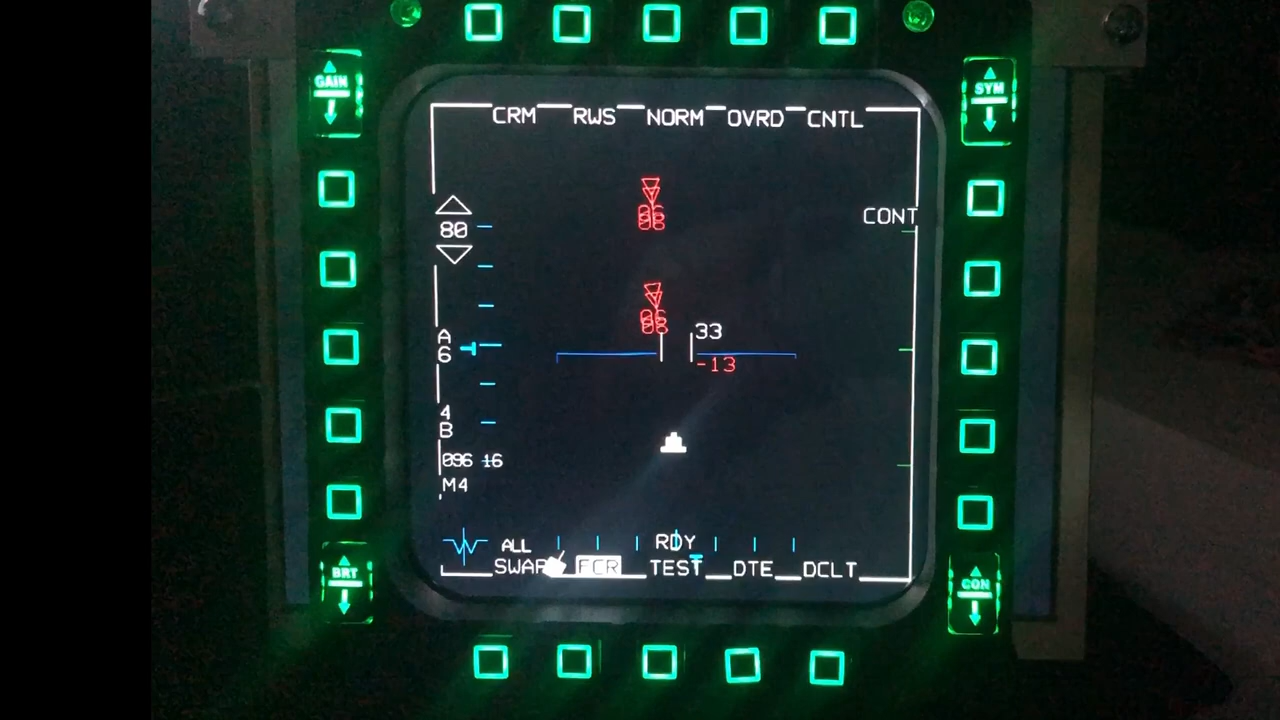 GAIN
SYM
CRM RWS NORM OVRD CNTL
80
CONT
A
6
33
-13
4
B
096 16
M4
ALL
RDY
SWAP FCR TEST DTE DCLT
BRT
CON